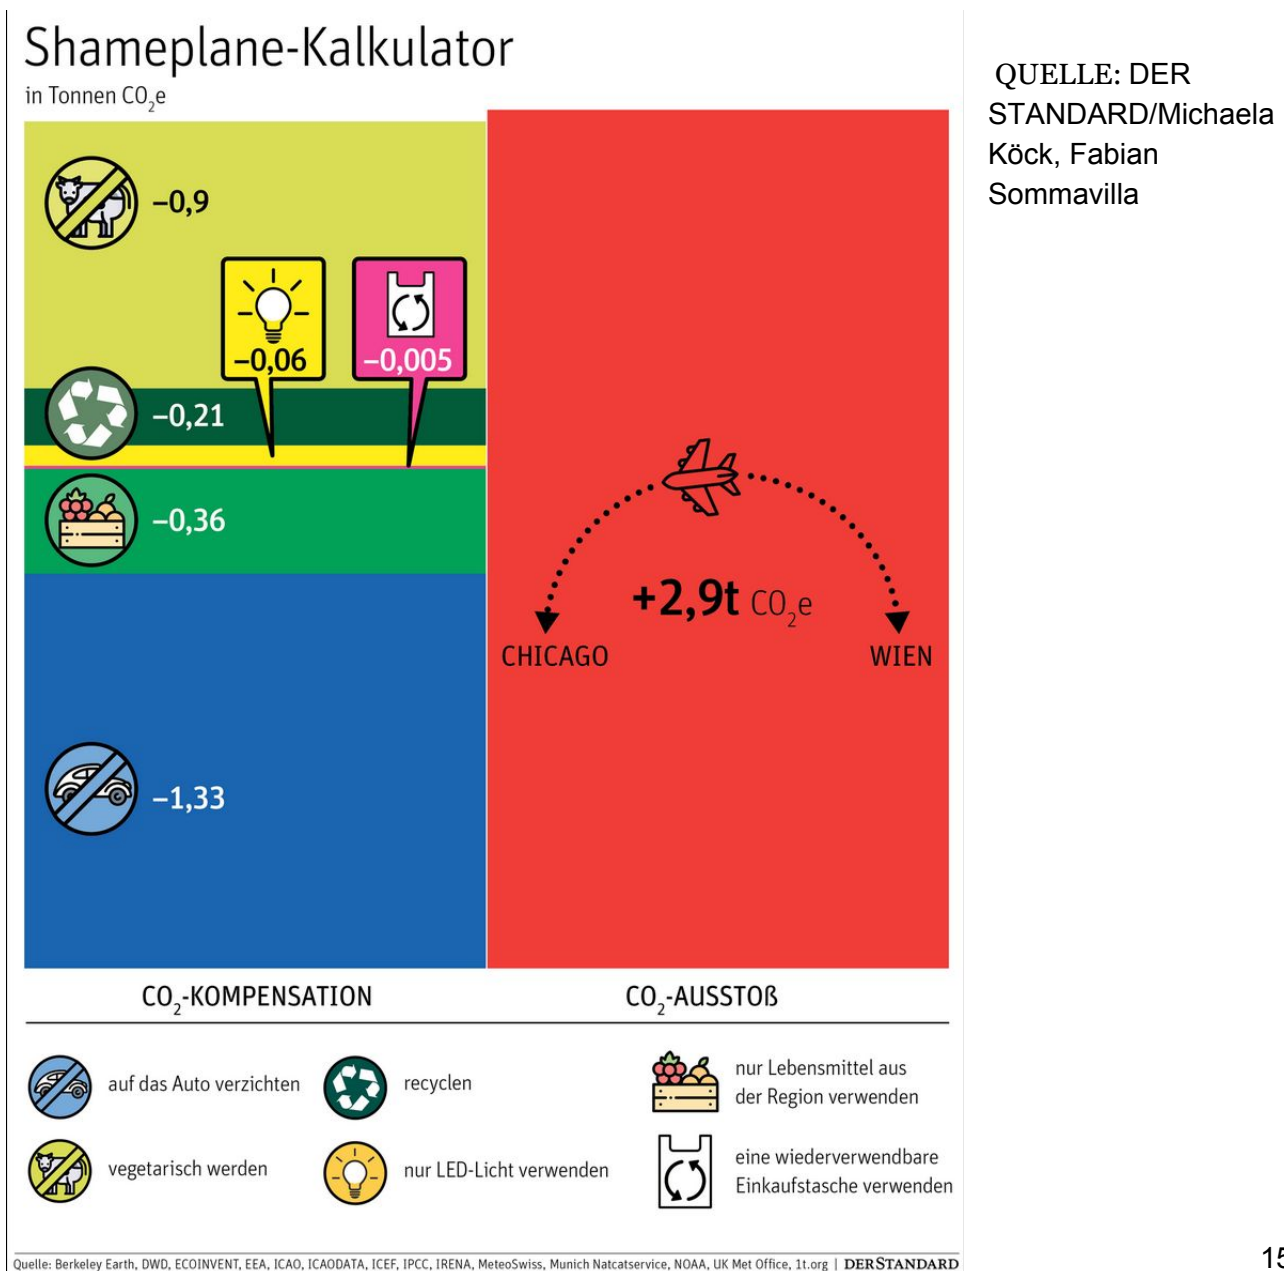 Shameplane-Kalkulator
in Tonnen CO₂e
QUELLE: DER
STANDARD/Michaela
Köck, Fabian
Sommavilla
–0,9
–0,06
–0,005
–0,21
–0,36
+2,9t CO₂e
CHICAGO
WIEN
–1,33
CO₂-KOMPENSATION
CO₂-AUSSTOß
auf das Auto verzichten
recyclen
nur Lebensmittel aus
der Region verwenden
vegetarisch werden
nur LED-Licht verwenden
eine wiederverwendbare
Einkaufstasche verwenden
Quelle: Berkeley Earth, DWD, ECOINVENT, EEA, ICAO, ICAODATA, ICEF, IPCC, IRENA, MeteoSwiss, Munich Natcatservice, NOAA, UK Met Office, 1t.org | DERSTANDARD
15